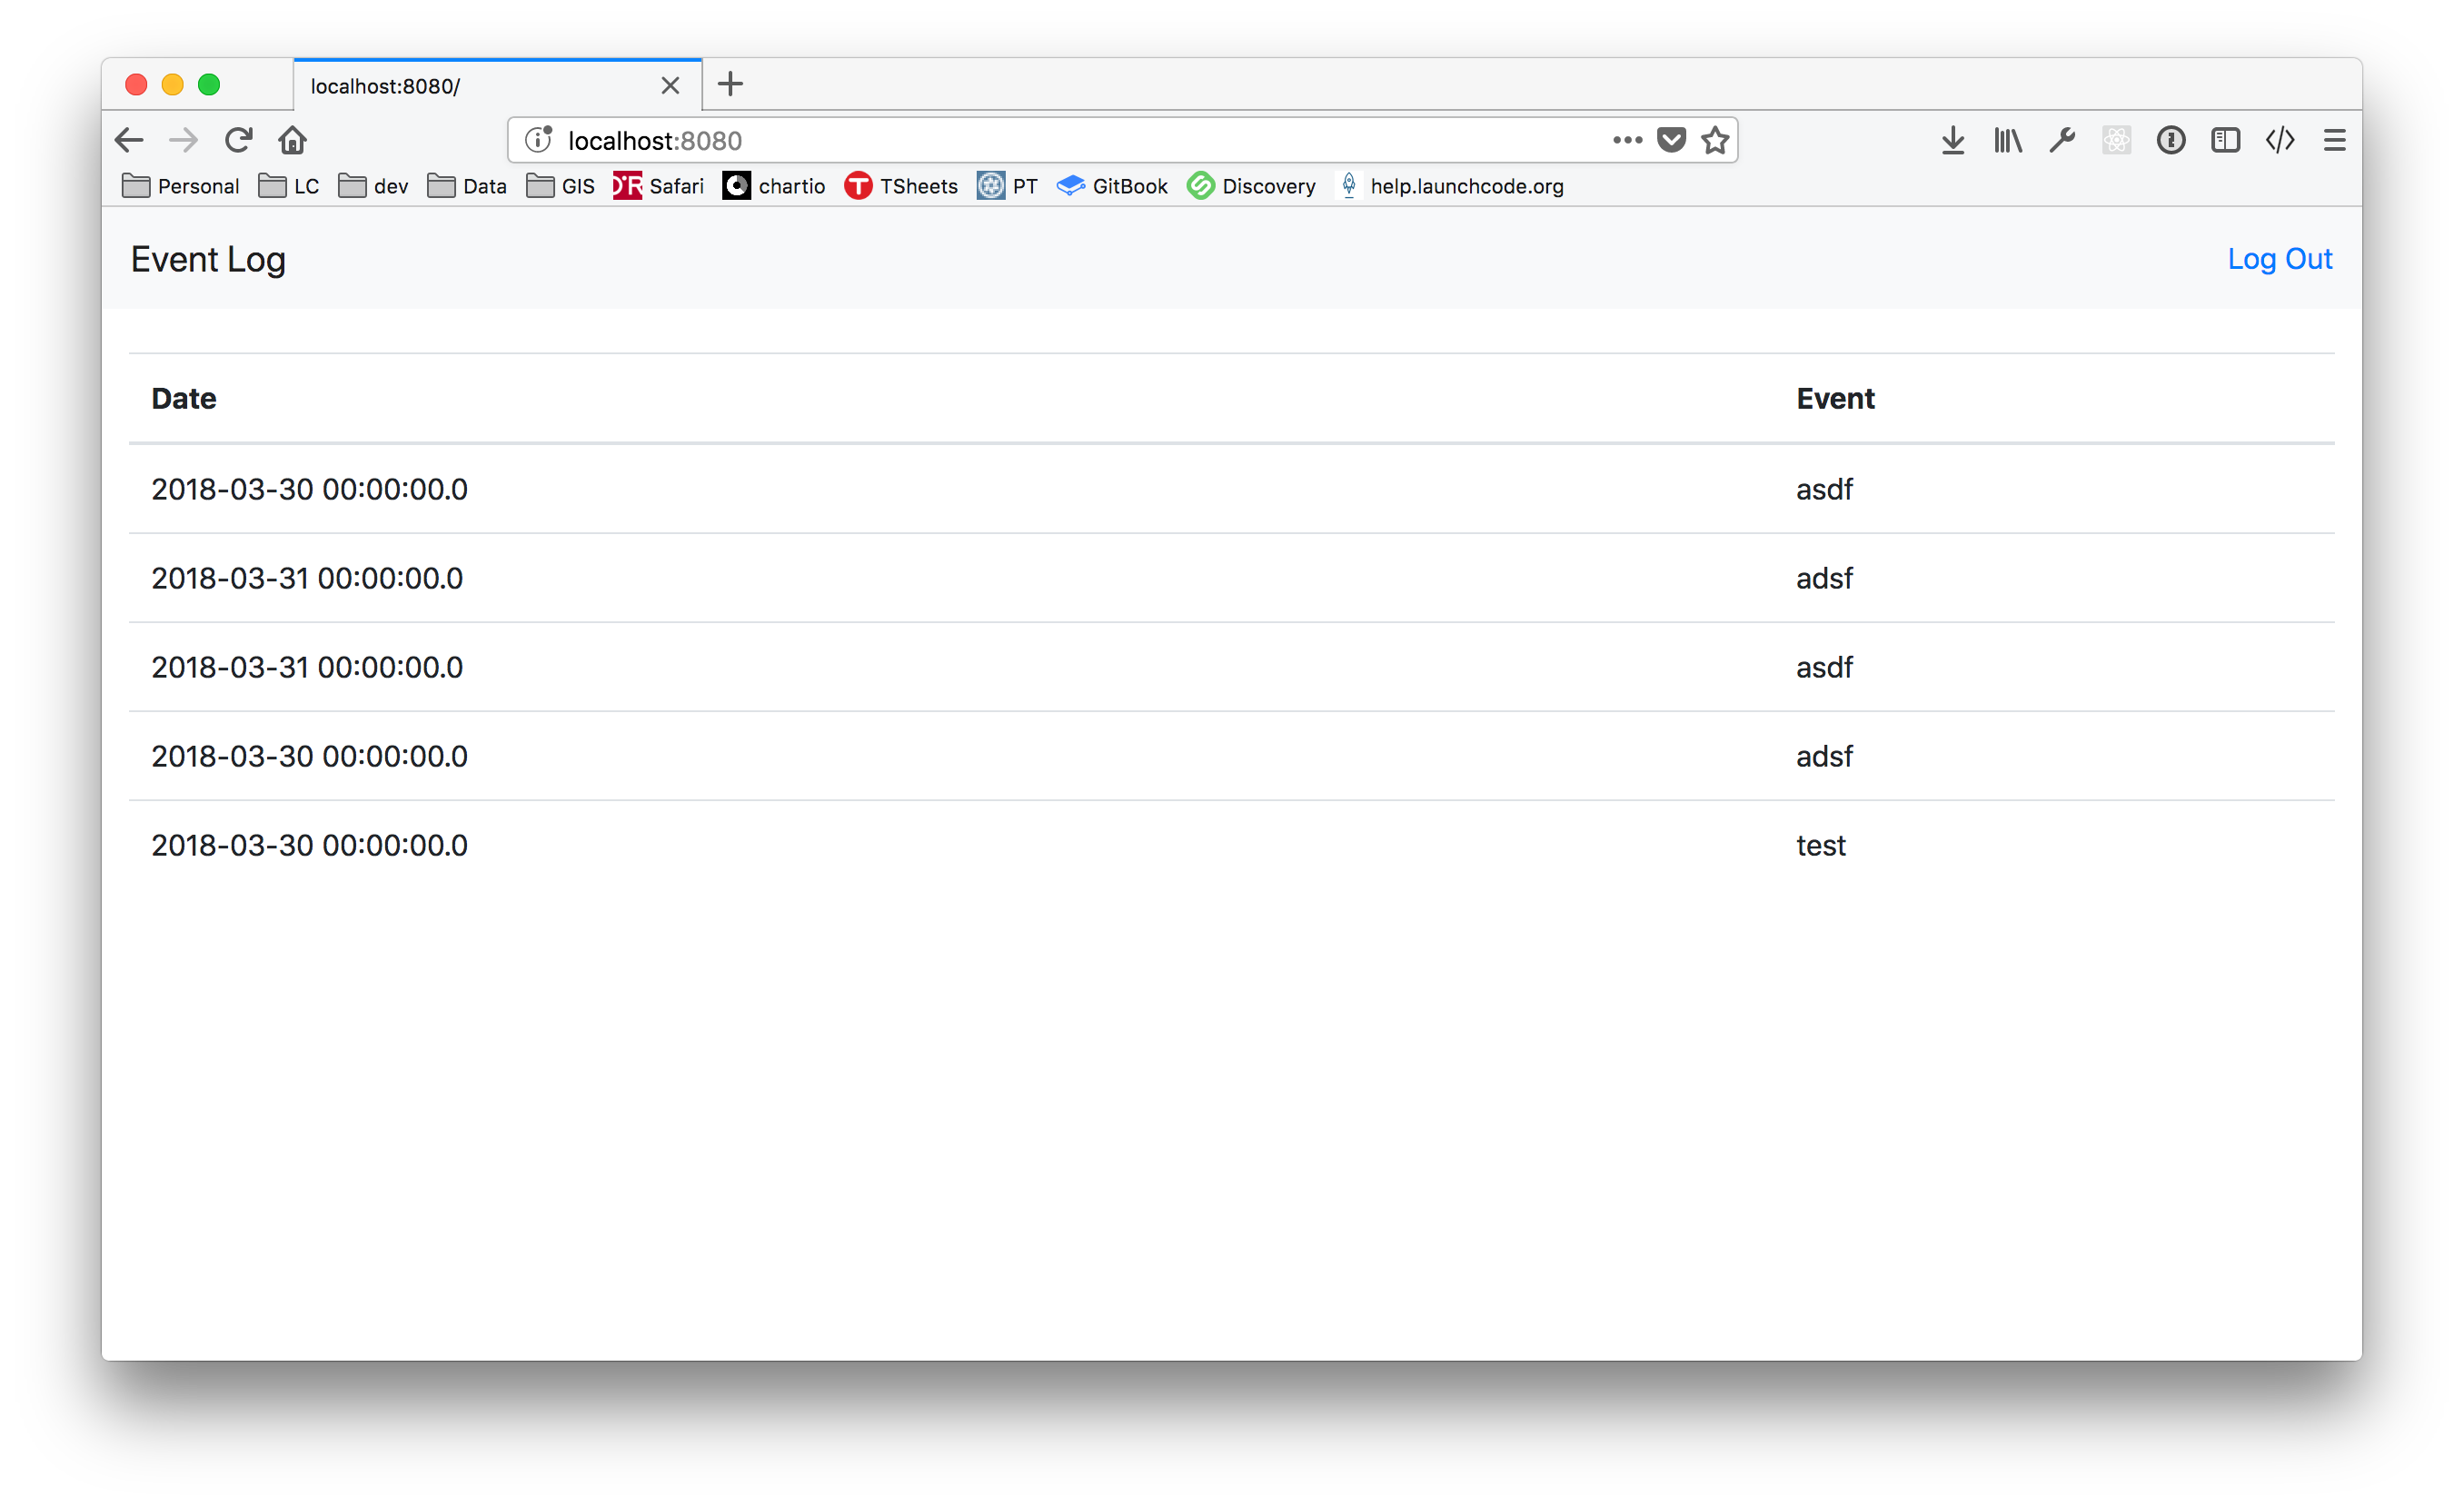 localhost:8080/
localhost:8080
Personal LC dev Data GIS Safari chartio TSheets PT GitBook Discovery help.launchcode.org
Event Log Log Out
Date Event
2018-03-30 00:00:00.0 asdf
2018-03-31 00:00:00.0 adsf
2018-03-31 00:00:00.0 asdf
2018-03-30 00:00:00.0 adsf
2018-03-30 00:00:00.0 test